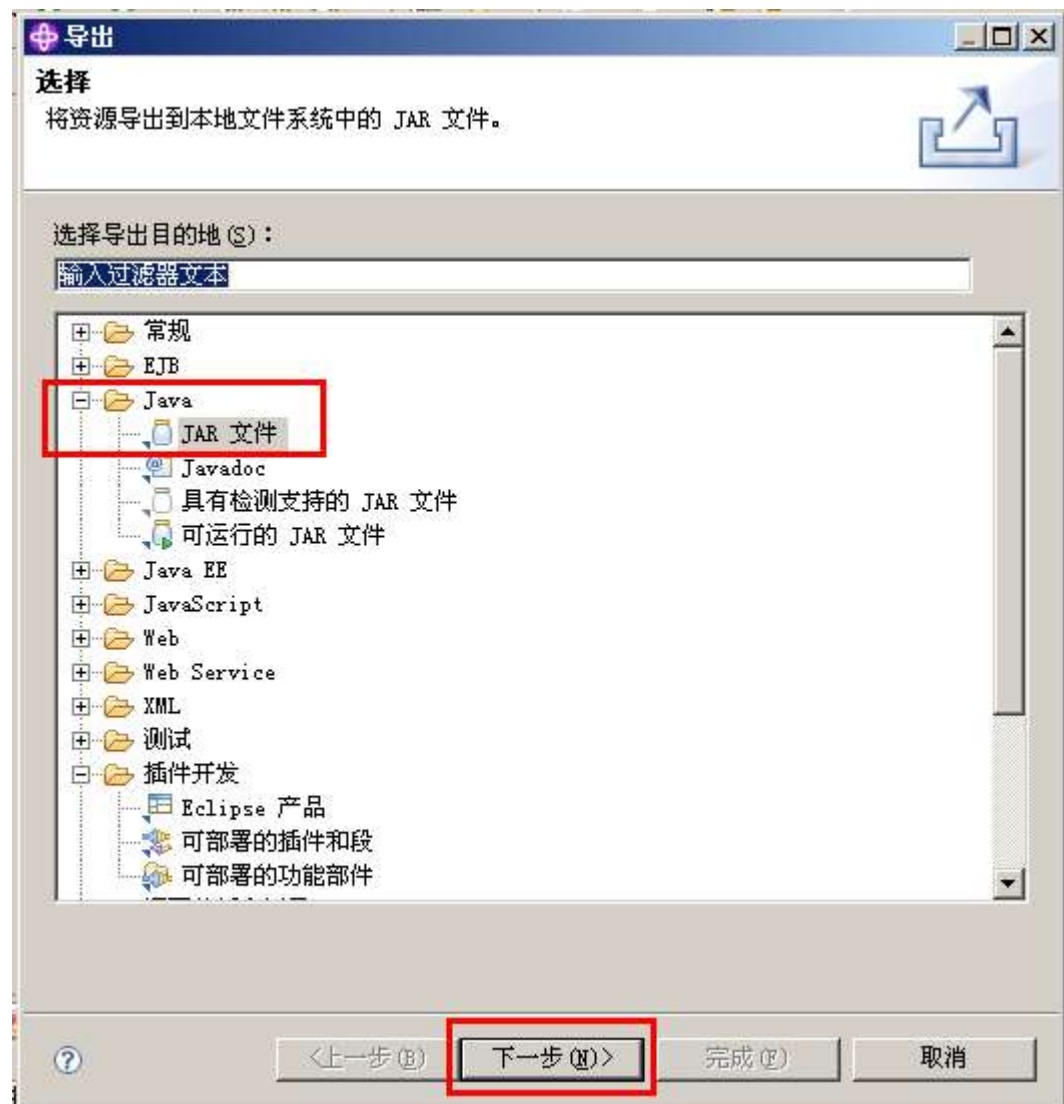 导出
选择
将资源导出到本地文件系统中的 JAR 文件。
选择导出目的地(S)：
输入过滤器文本
常规
EJB
Java
JAR 文件
Javadoc
具有检测支持的 JAR 文件
可运行的 JAR 文件
Java EE
JavaScript
Web
Web Service
XML
测试
插件开发
Eclipse 产品
可部署的插件和段
可部署的功能部件
<上一步(B) 下一步(N)> 完成(F) 取消